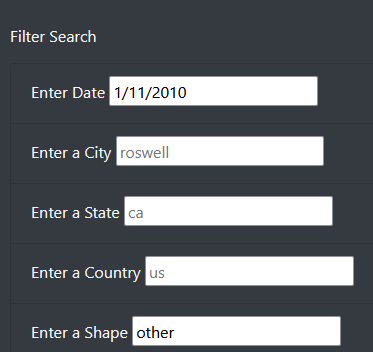 Filter Search
Enter Date 1/11/2010
Enter a City roswell
Enter a State ca
Enter a Country us
Enter a Shape other